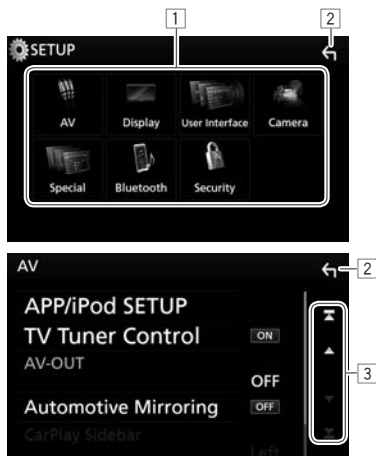 1 2
SETUP
AV Display User Interface Camera
Special Bluetooth Security
AV
2
APP/iPod SETUP
TV Tuner Control ON
AV-OUT
OFF
3
Automotive Mirroring OFF
CarPlay Sidebar
Left